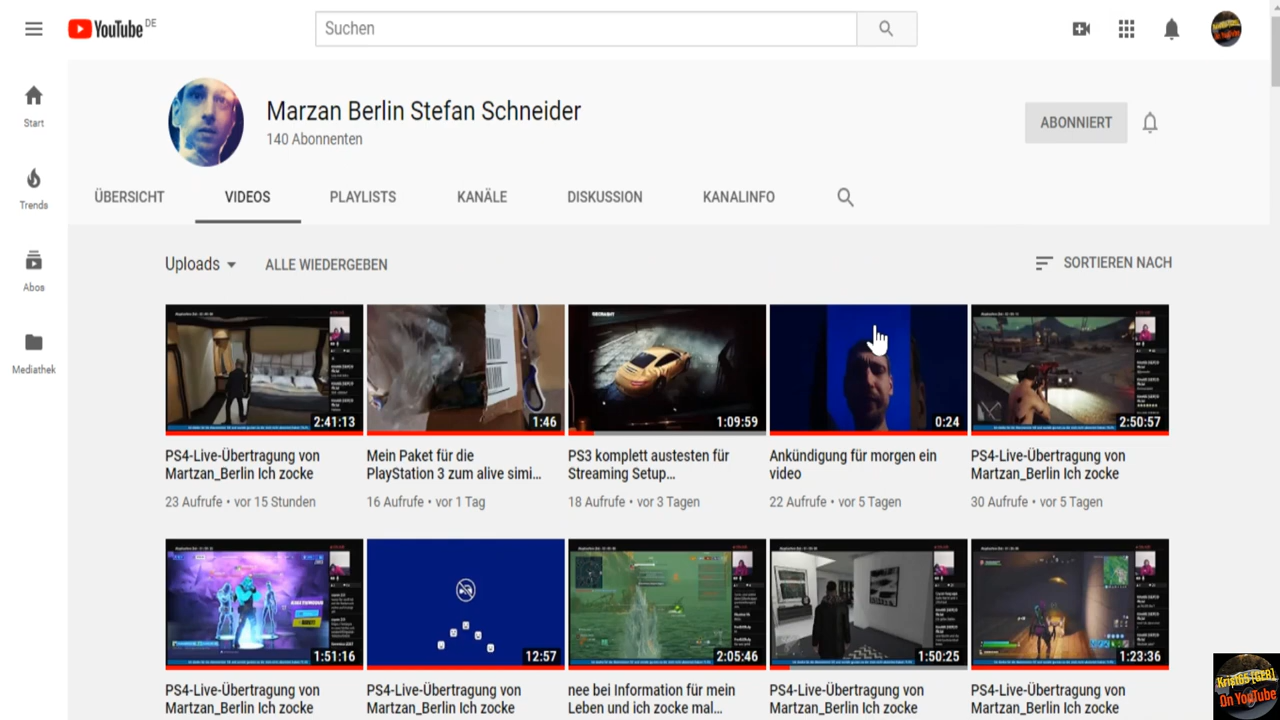 YouTube DE
Suchen
Start
Trends
Abos
Mediathek
Marzan Berlin Stefan Schneider
140 Abonnenten
ABONNIERT
ÜBERSICHT VIDEOS PLAYLISTS KANÄLE DISKUSSION KANALINFO
Uploads ALLE WIEDERGEBEN SORTIEREN NACH
2:41:13 1:46 1:09:59 0:24 2:50:57
PS4-Live-Übertragung von
Martzan_Berlin Ich zocke
23 Aufrufe • vor 15 Stunden
Mein Paket für die
PlayStation 3 zum alive simi...
16 Aufrufe • vor 1 Tag
PS3 komplett austesten für
Streaming Setup...
18 Aufrufe • vor 3 Tagen
Ankündigung für morgen ein
video
22 Aufrufe • vor 5 Tagen
PS4-Live-Übertragung von
Martzan_Berlin Ich zocke
30 Aufrufe • vor 5 Tagen
1:51:16 12:57 2:05:46 1:50:25 1:23:36
PS4-Live-Übertragung von
Martzan_Berlin Ich zocke
PS4-Live-Übertragung von
Martzan_Berlin Ich zocke
nee bei Information für mein
Leben und ich zocke mal...
PS4-Live-Übertragung von
Martzan_Berlin Ich zocke
PS4-Live-Übertragung von
Martzan_Berlin Ich zocke
On YouTube